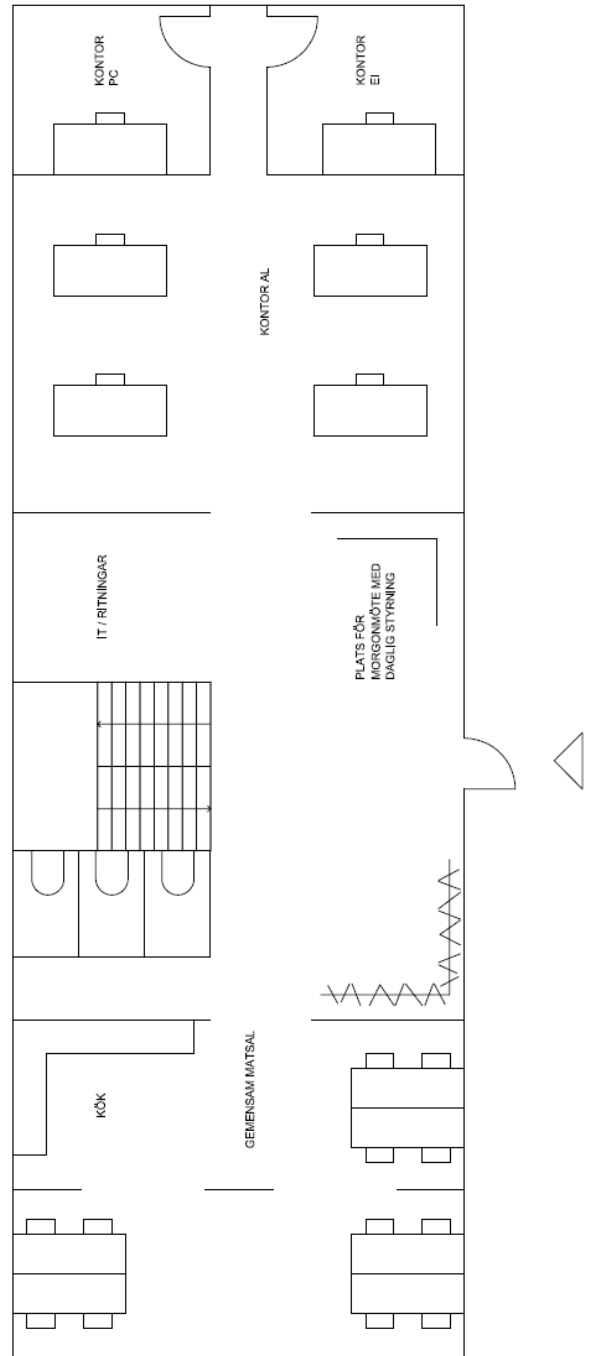 KONTOR
PC
KONTOR
EI
KONTOR AL
IT / RITNINGAR
PLATS FÖR
MORGONMÖTE MED
DAGLIG STYRNING
KÖK
GEMENSAM MATSAL